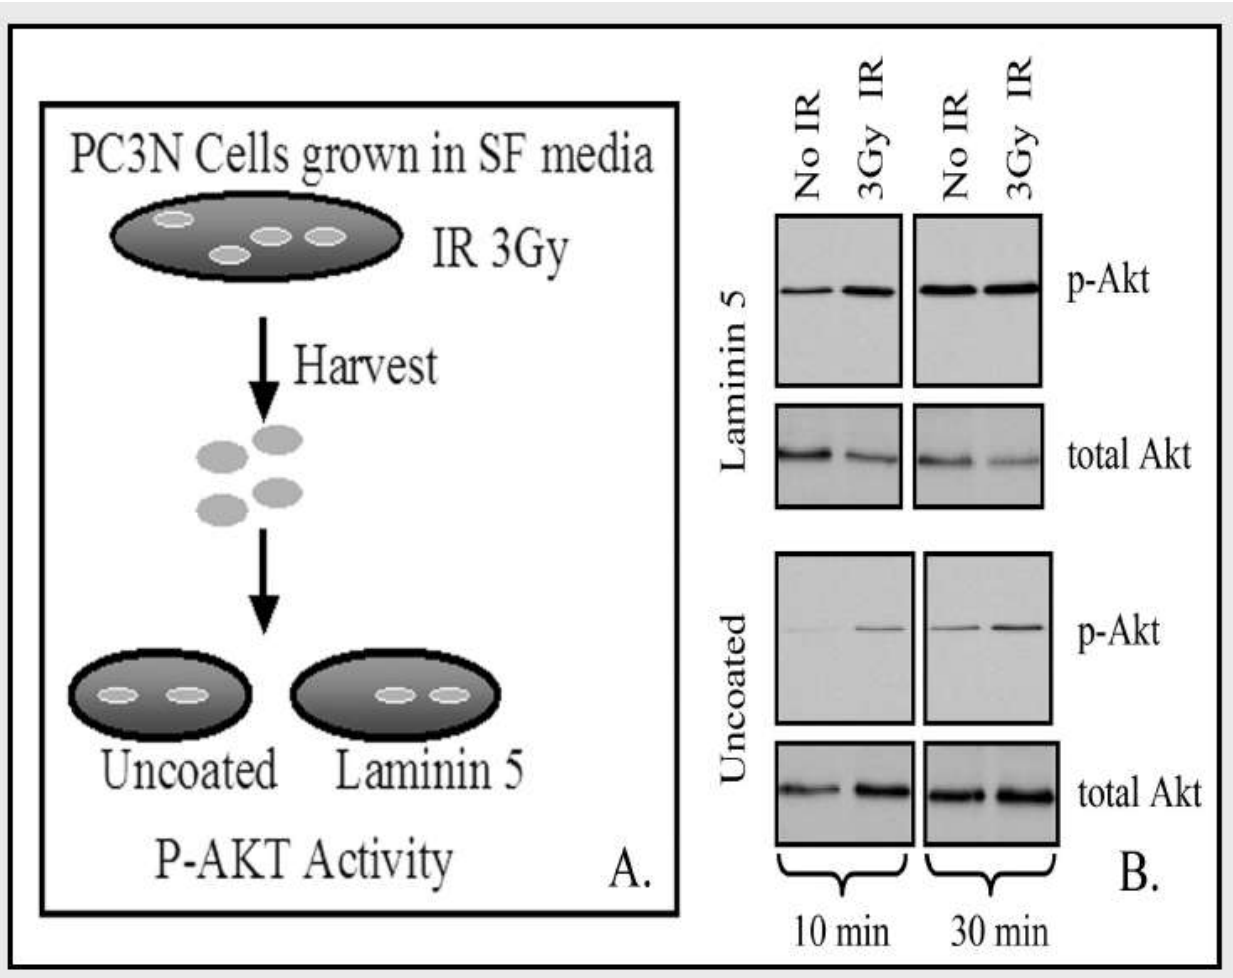 PC3N Cells grown in SF media
IR 3Gy
Harvest
Uncoated
Laminin 5
P-AKT Activity
A.
No IR
3Gy IR
No IR
3Gy IR
Laminin 5
p-Akt
total Akt
Uncoated
p-Akt
total Akt
10 min
30 min
B.